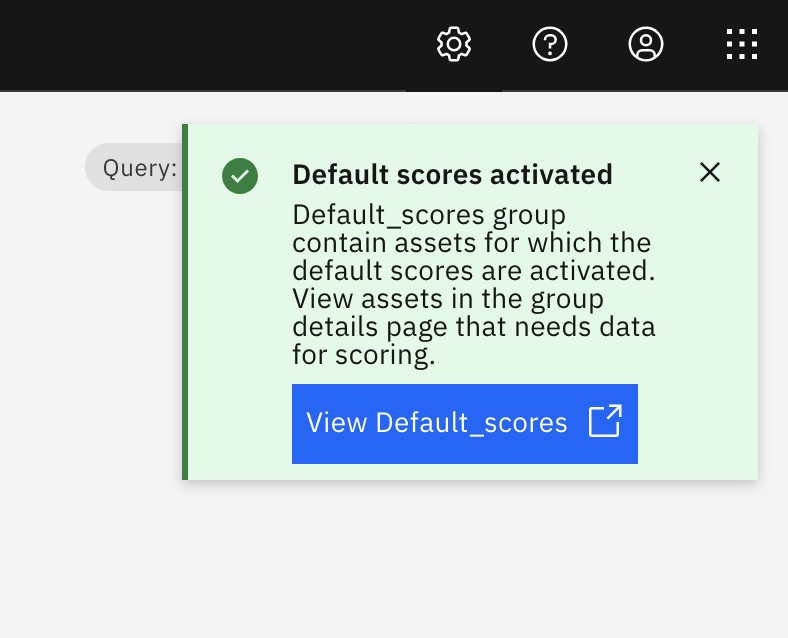 Query:
Default scores activated
Default_scores group
contain assets for which the
default scores are activated.
View assets in the group
details page that needs data
for scoring.
View Default_scores